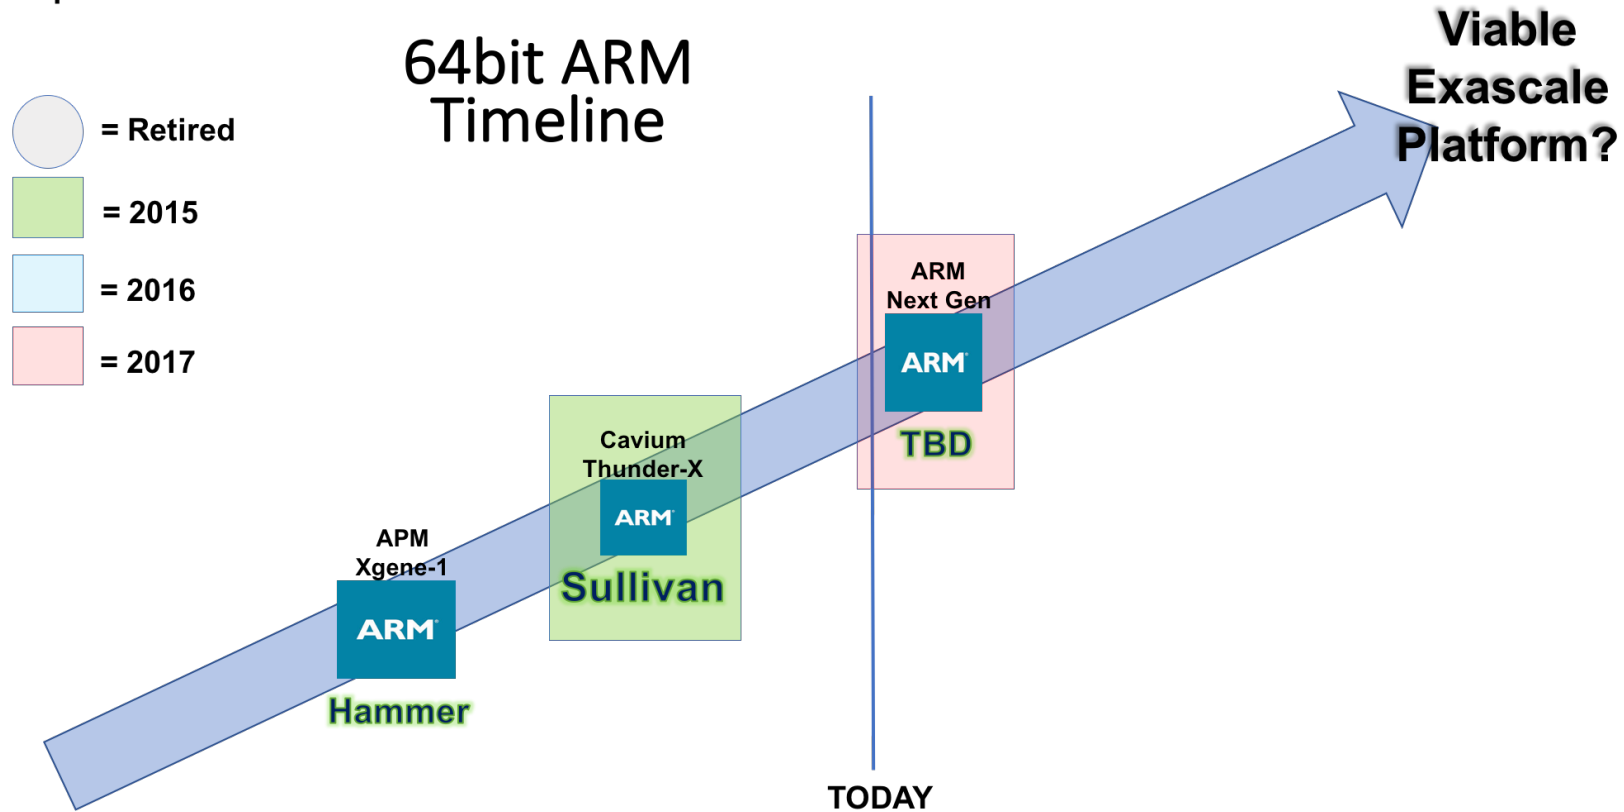 64bit ARM
Timeline
Viable
Exascale
Platform?
= Retired
= 2015
= 2016
= 2017
ARM
Next Gen
ARM
TBD
Cavium
Thunder-X
ARM
Sullivan
APM
Xgene-1
ARM
Hammer
TODAY